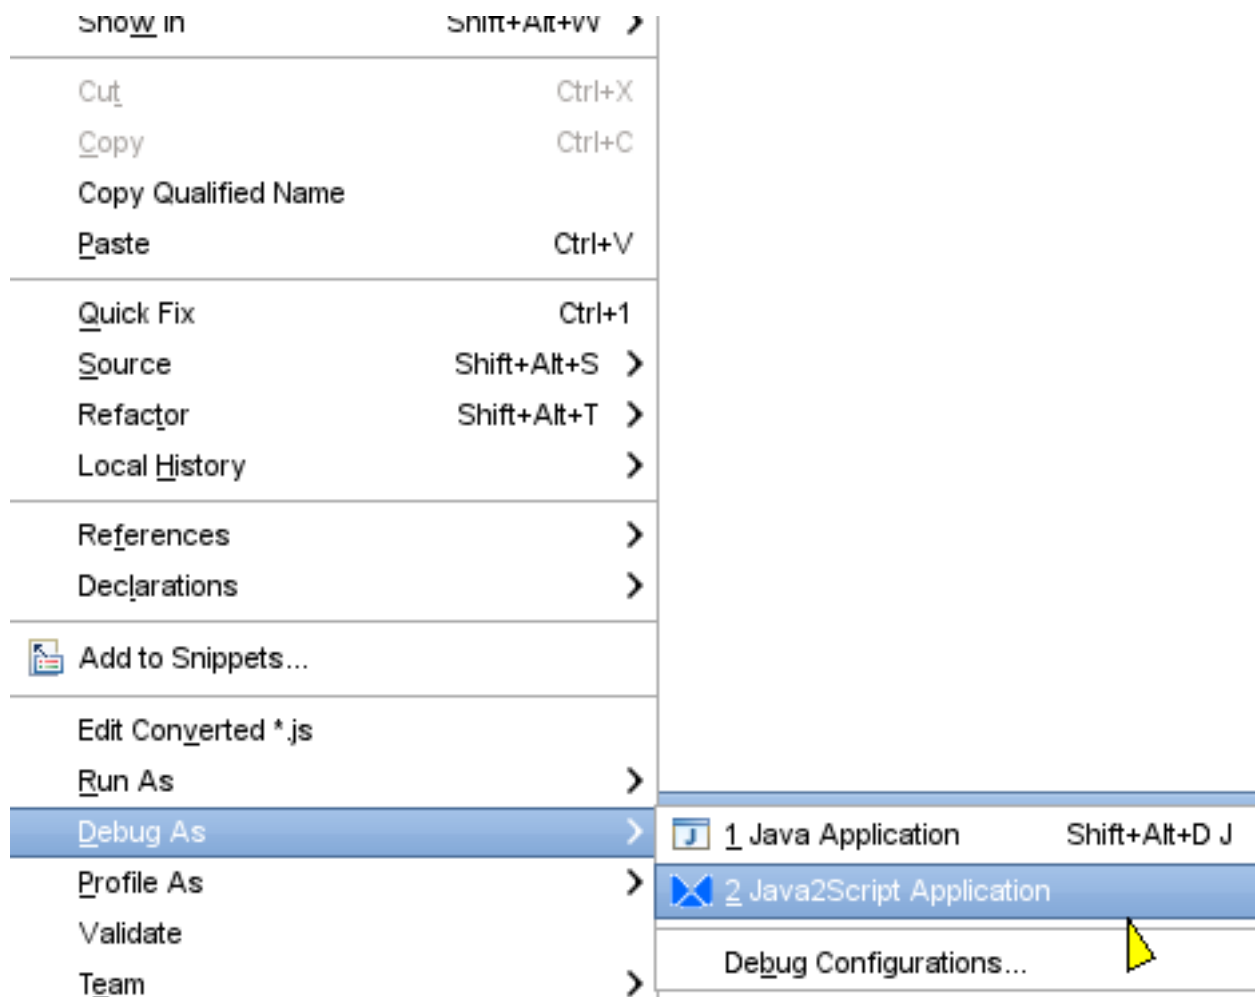 Show In Shift+Alt+W
Cut Ctrl+X
Copy Ctrl+C
Copy Qualified Name
Paste Ctrl+V
Quick Fix Ctrl+1
Source Shift+Alt+S
Refactor Shift+Alt+T
Local History
References
Declarations
Add to Snippets...
Edit Converted *.js
Run As
Debug As
Profile As
Validate
Team
1 Java Application Shift+Alt+D J
2 Java2Script Application
Debug Configurations...